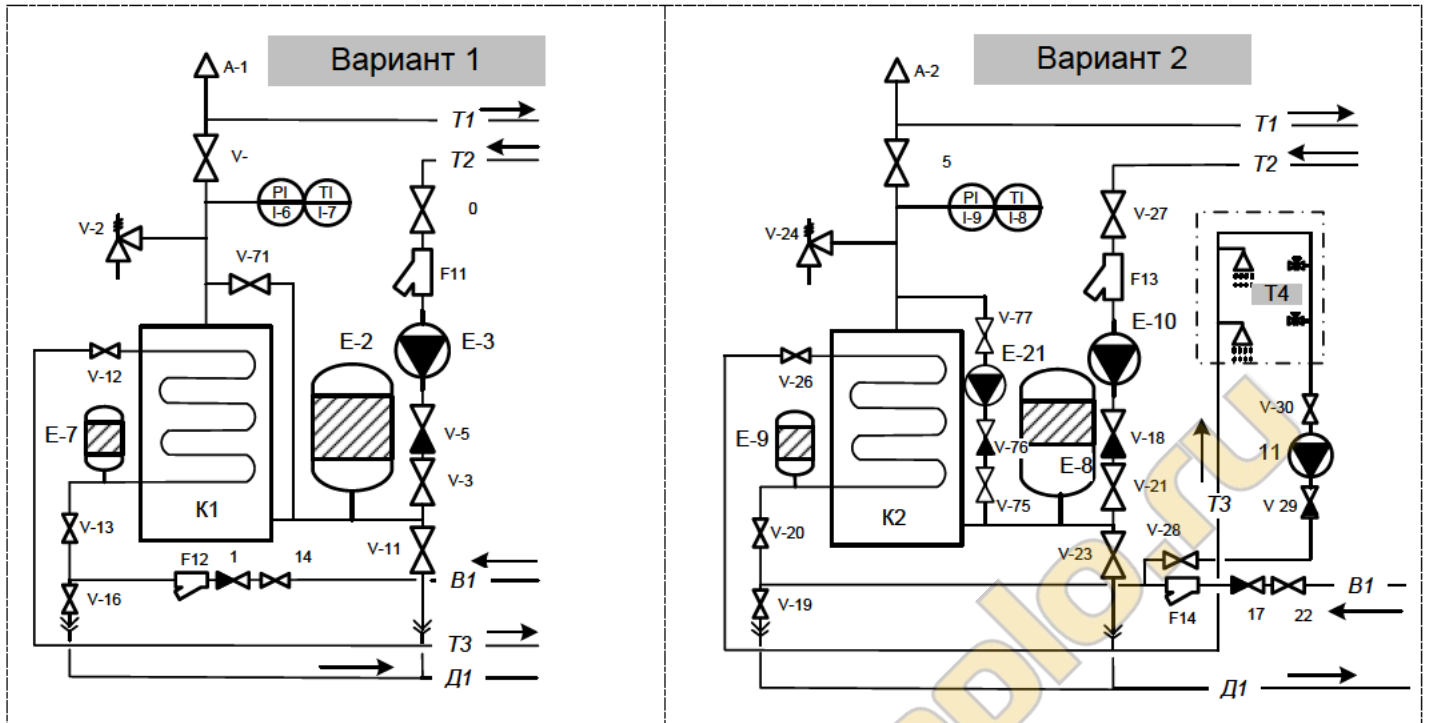 Вариант 1
A-1
T1
V-
T2
PI
TI
I-6
I-7
0
V-2
V-71
F11
E-2
E-3
V-12
E-7
V-5
V-3
K1
V-13
F12
1
14
V-11
B1
V-16
T3
Д1
Вариант 2
A-2
T1
5
T2
PI
TI
I-9
I-8
V-27
V-24
F13
T4
V-77
E-10
V-26
E-21
V-30
E-9
V-76
V-18
11
E-8
V-21
K2
V-75
T3
V 29
V-20
V-23
V-28
B1
V-19
F14
17
22
Д1
plo.ru